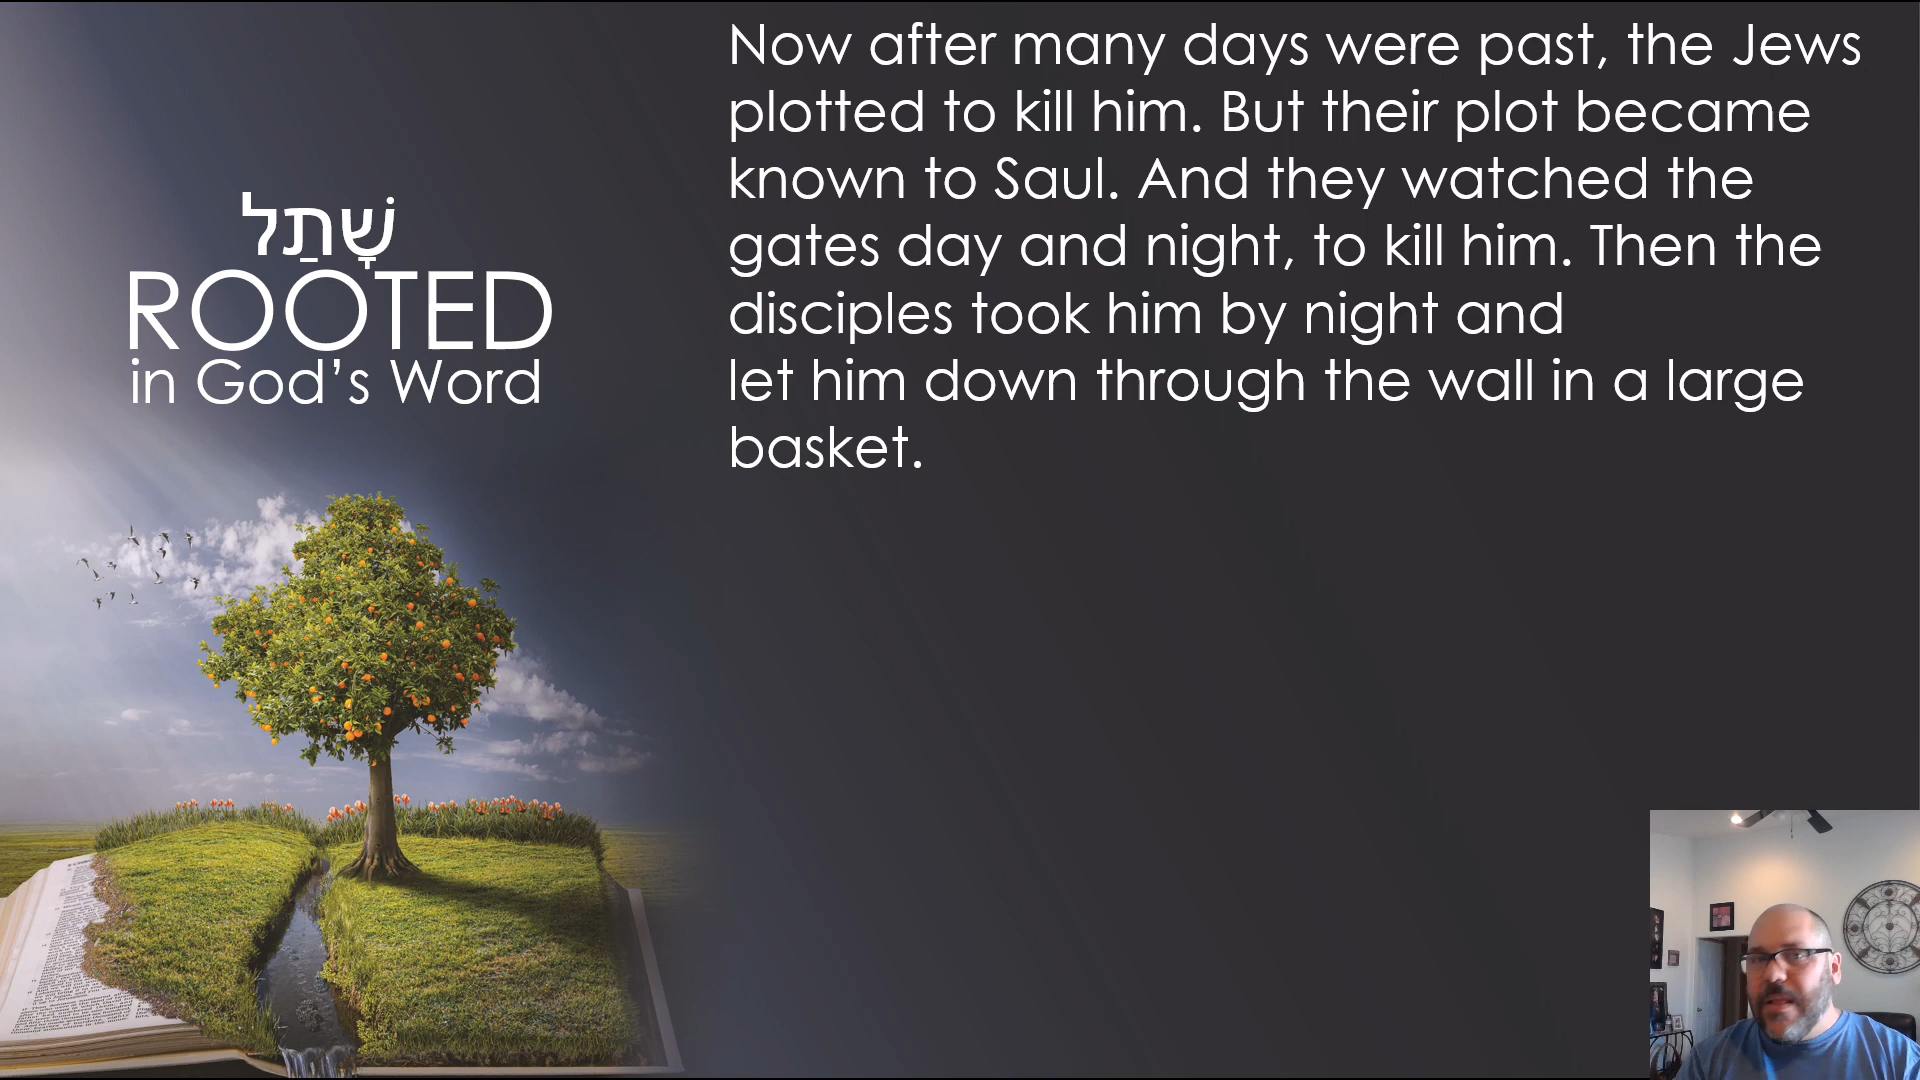 שָׁתַל
ROOTED
in God’s Word
Now after many days were past, the Jews
plotted to kill him. But their plot became
known to Saul. And they watched the
gates day and night, to kill him. Then the
disciples took him by night and
let him down through the wall in a large
basket.